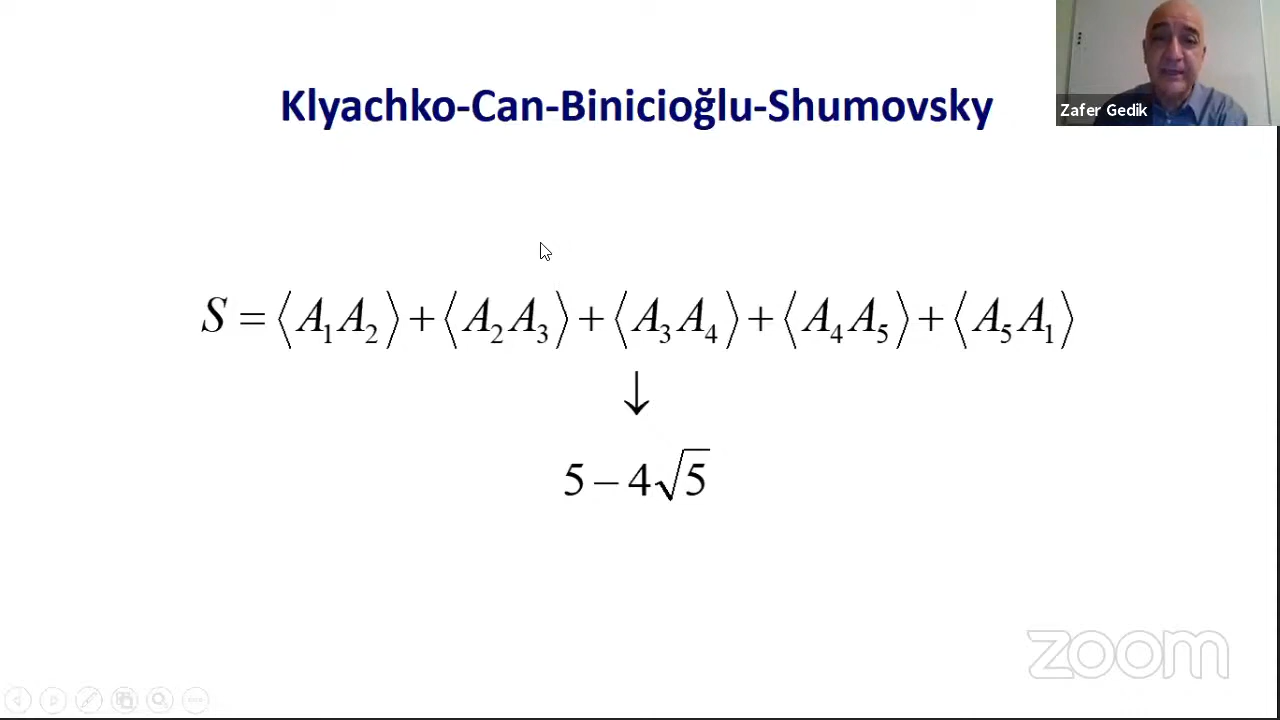 Klyachko-Can-Binicioğlu-Shumovsky
Zafer Gedik
S = ⟨A₁A₂⟩ + ⟨A₂A₃⟩ + ⟨A₃A₄⟩ + ⟨A₄A₅⟩ + ⟨A₅A₁⟩
↓
5 – 4√5
zoom